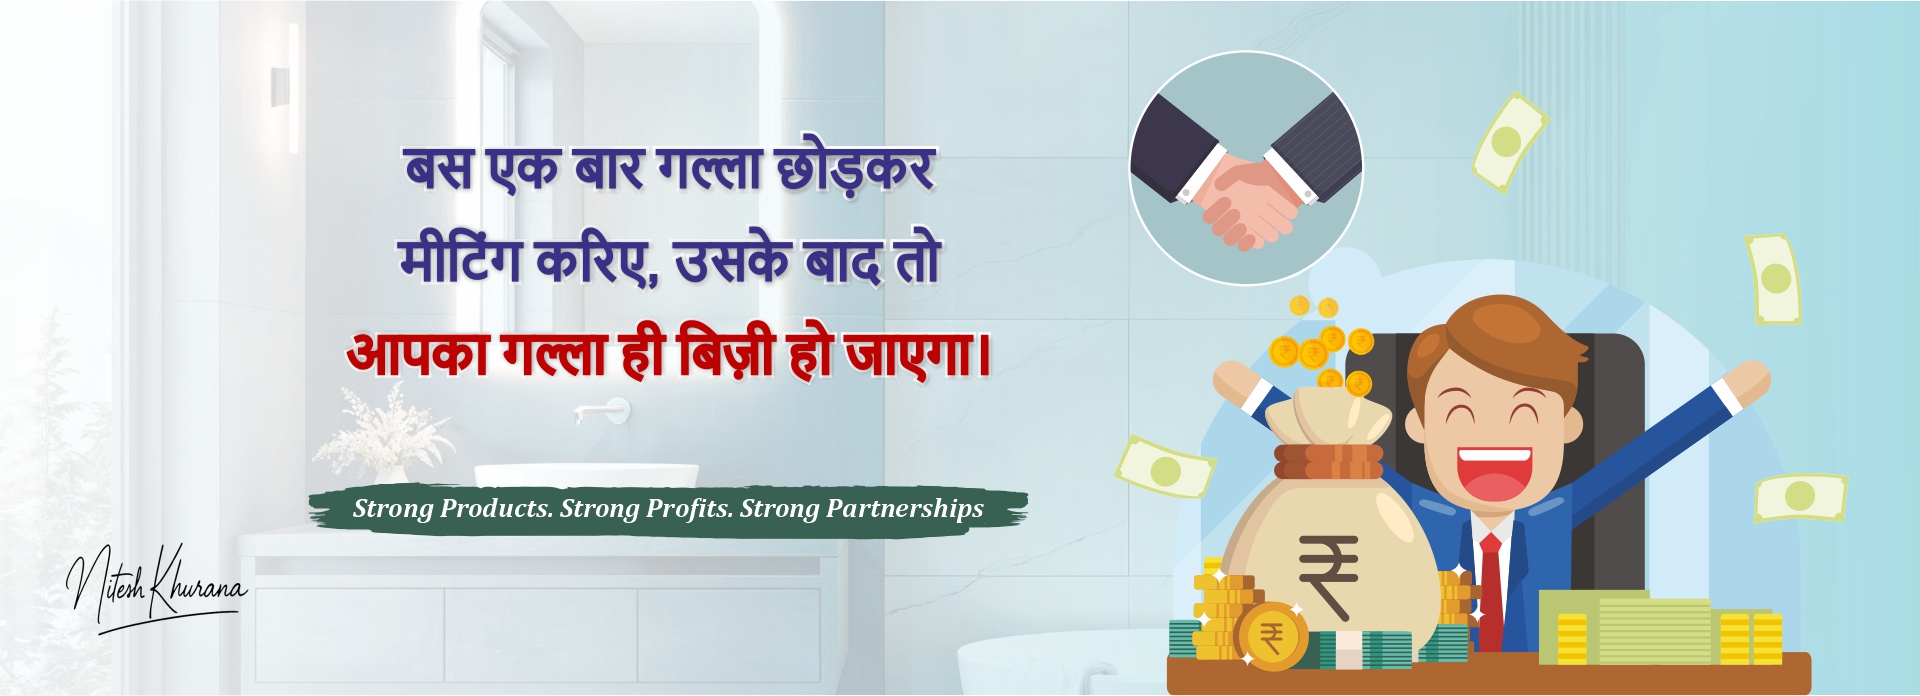 बस एक बार गल्ला छोड़कर
मीटिंग करिए, उसके बाद तो
आपका गल्ला ही बिज़ी हो जाएगा।
Strong Products. Strong Profits. Strong Partnerships
Nitesh Khurana
₹
₹